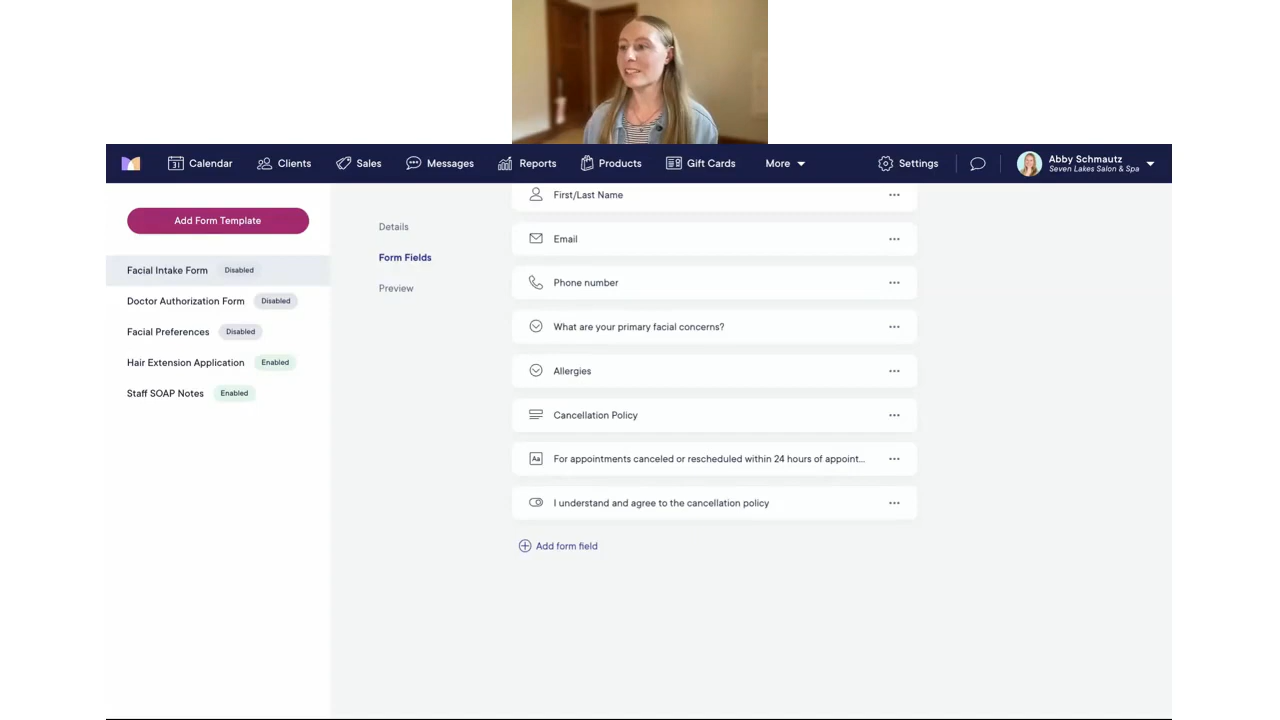 Calendar Clients Sales Messages Reports Products Gift Cards More Settings Abby Schmautz
Seven Lakes Salon & Spa
31
Add Form Template
Facial Intake Form Disabled
Doctor Authorization Form Disabled
Facial Preferences Disabled
Hair Extension Application Enabled
Staff SOAP Notes Enabled
Details
Form Fields
Preview
First/Last Name
Email
Phone number
What are your primary facial concerns?
Allergies
Cancellation Policy
Aa For appointments canceled or rescheduled within 24 hours of appoint...
I understand and agree to the cancellation policy
Add form field